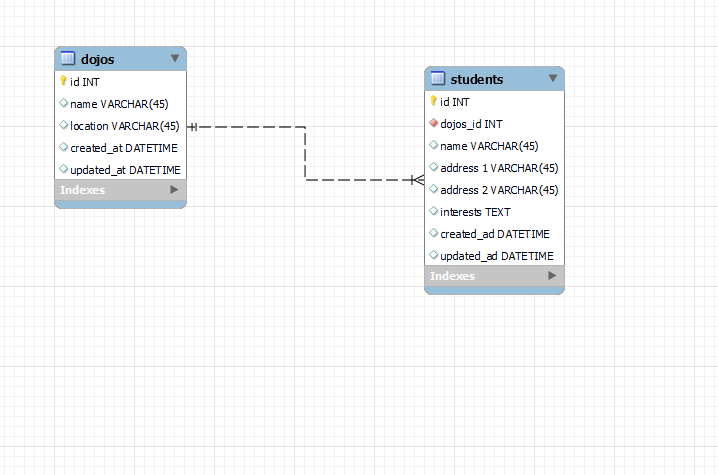 dojos
id INT
name VARCHAR(45)
location VARCHAR(45)
created_at DATETIME
updated_at DATETIME
Indexes
students
id INT
dojos_id INT
name VARCHAR(45)
address 1 VARCHAR(45)
address 2 VARCHAR(45)
interests TEXT
created_ad DATETIME
updated_ad DATETIME
Indexes